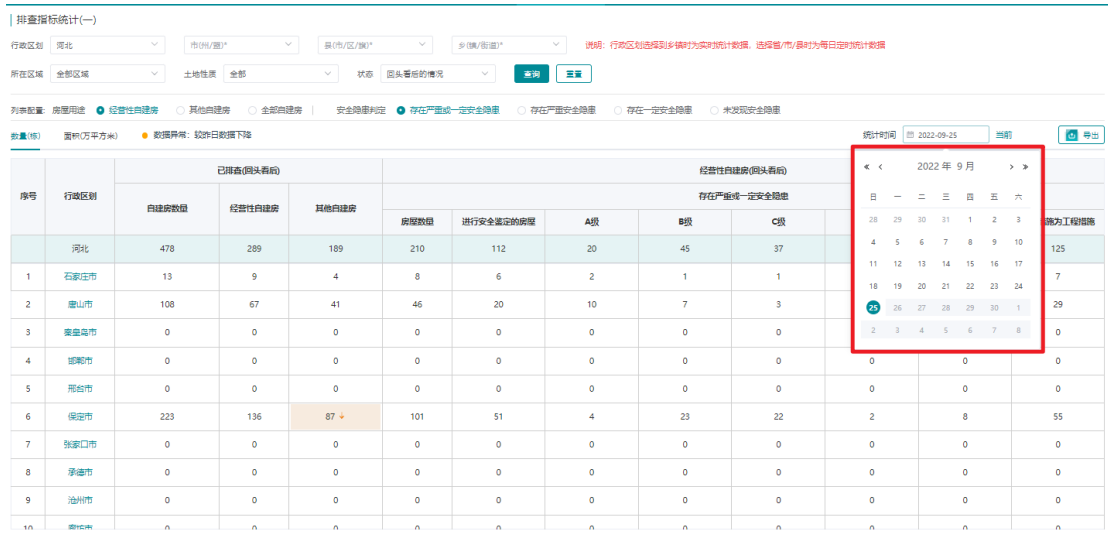 排查指标统计(一)
行政区划 河北 市(州/盟)* 县(市/区/旗)* 乡(镇/街道)* 说明：行政区划选择到乡镇时为实时统计数据，选择省/市/县时为每日定时统计数据
所在区域 全部区域 土地性质 全部 状态 回头看后的情况 查询 重置
列表配置: 房屋用途 经营性自建房 其他自建房 全部自建房 安全隐患判定 存在严重或一定安全隐患 存在严重安全隐患 存在一定安全隐患 未发现安全隐患
数量(栋) 面积(万平方米) 数据异常：较昨日数据下降 统计时间 2022-09-25 当前 导出
序号 行政区划 已排查(回头看后) 经营性自建房(回头看后)
存在严重或一定安全隐患
自建房数量 经营性自建房 其他自建房
房屋数量 进行安全鉴定的房屋 A级 B级 C级 施为工程措施
河北 478 289 189 210 112 20 45 37 125
1 石家庄市 13 9 4 8 6 2 1 1 7
2 唐山市 108 67 41 46 20 10 7 3 29
3 秦皇岛市 0 0 0 0 0 0 0 0 0
4 邯郸市 0 0 0 0 0 0 0 0 0 0 0
5 邢台市 0 0 0 0 0 0 0 0 0 0 0
6 保定市 223 136 87 ↓ 101 51 4 23 22 2 8 55
7 张家口市 0 0 0 0 0 0 0 0 0 0 0
8 承德市 0 0 0 0 0 0 0 0 0 0 0
9 沧州市 0 0 0 0 0 0 0 0 0 0 0
10 廊坊市 0 0 0 0 0 0 0 0 0 0 0
« ‹ 2022 年 9 月 › »
日 一 二 三 四 五 六
28 29 30 31 1 2 3
4 5 6 7 8 9 10
11 12 13 14 15 16 17
18 19 20 21 22 23 24
25 26 27 28 29 30 1
2 3 4 5 6 7 8